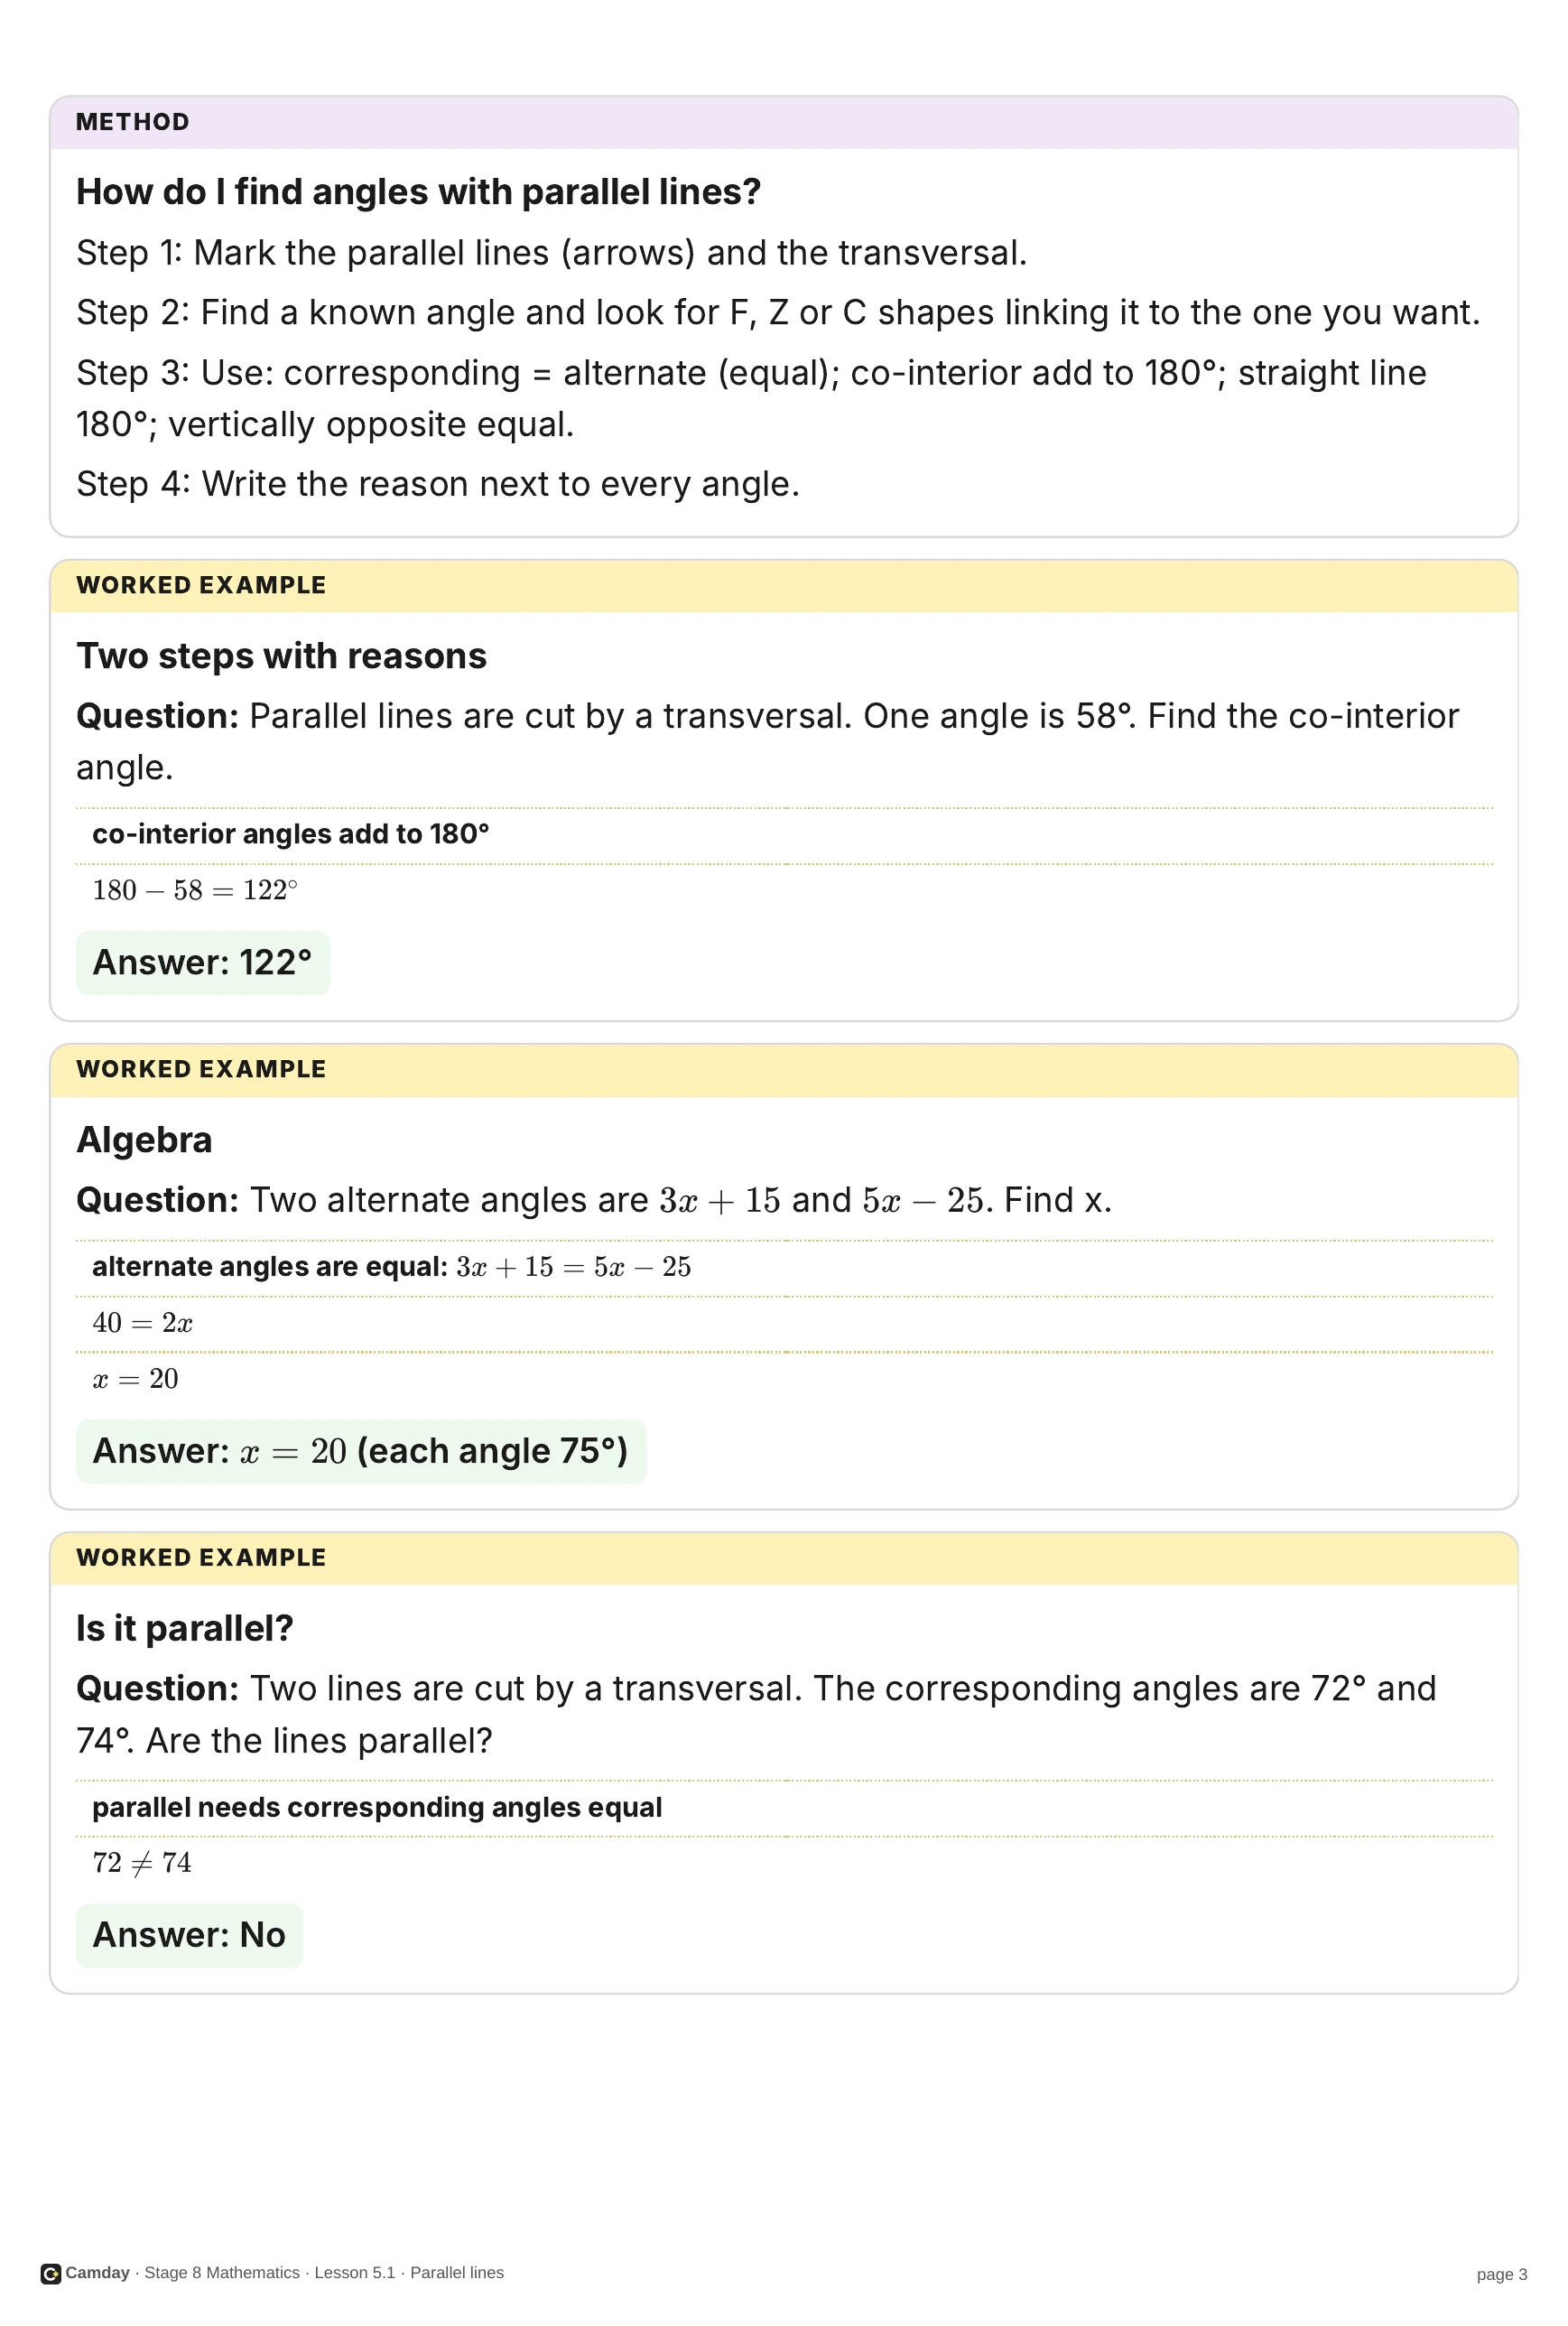 METHOD
How do I find angles with parallel lines?
Step 1: Mark the parallel lines (arrows) and the transversal.
Step 2: Find a known angle and look for F, Z or C shapes linking it to the one you want.
Step 3: Use: corresponding = alternate (equal); co-interior add to 180°; straight line
180°; vertically opposite equal.
Step 4: Write the reason next to every angle.
WORKED EXAMPLE
Two steps with reasons
Question: Parallel lines are cut by a transversal. One angle is 58°. Find the co-interior
angle.
co-interior angles add to 180°
180 − 58 = 122°
Answer: 122°
WORKED EXAMPLE
Algebra
Question: Two alternate angles are 3x + 15 and 5x − 25. Find x.
alternate angles are equal: 3x + 15 = 5x − 25
40 = 2x
x = 20
Answer: x = 20 (each angle 75°)
WORKED EXAMPLE
Is it parallel?
Question: Two lines are cut by a transversal. The corresponding angles are 72° and
74°. Are the lines parallel?
parallel needs corresponding angles equal
72 ≠ 74
Answer: No
Camday · Stage 8 Mathematics · Lesson 5.1 · Parallel lines
page 3